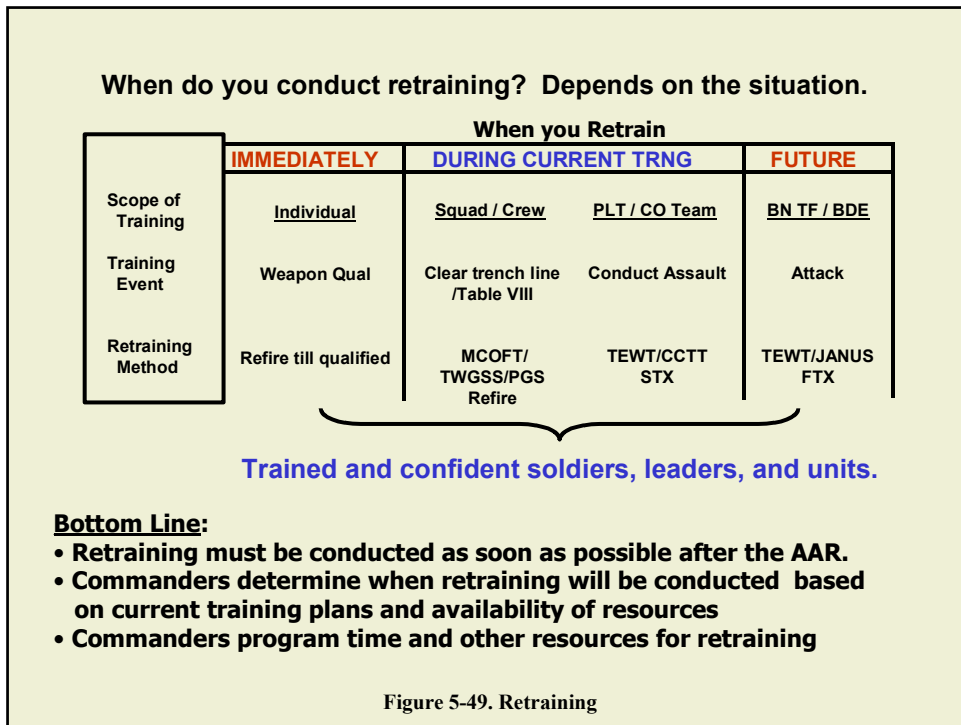 When do you conduct retraining? Depends on the situation.
When you Retrain
IMMEDIATELY DURING CURRENT TRNG FUTURE
Scope of Training Individual Squad / Crew PLT / CO Team BN TF / BDE
Training Event Weapon Qual Clear trench line /Table VIII Conduct Assault Attack
Retraining Method Refire till qualified MCOFT/ TWGSS/PGS Refire TEWT/CCTT STX TEWT/JANUS FTX
Trained and confident soldiers, leaders, and units.
Bottom Line:
• Retraining must be conducted as soon as possible after the AAR.
• Commanders determine when retraining will be conducted based
on current training plans and availability of resources
• Commanders program time and other resources for retraining
Figure 5-49. Retraining